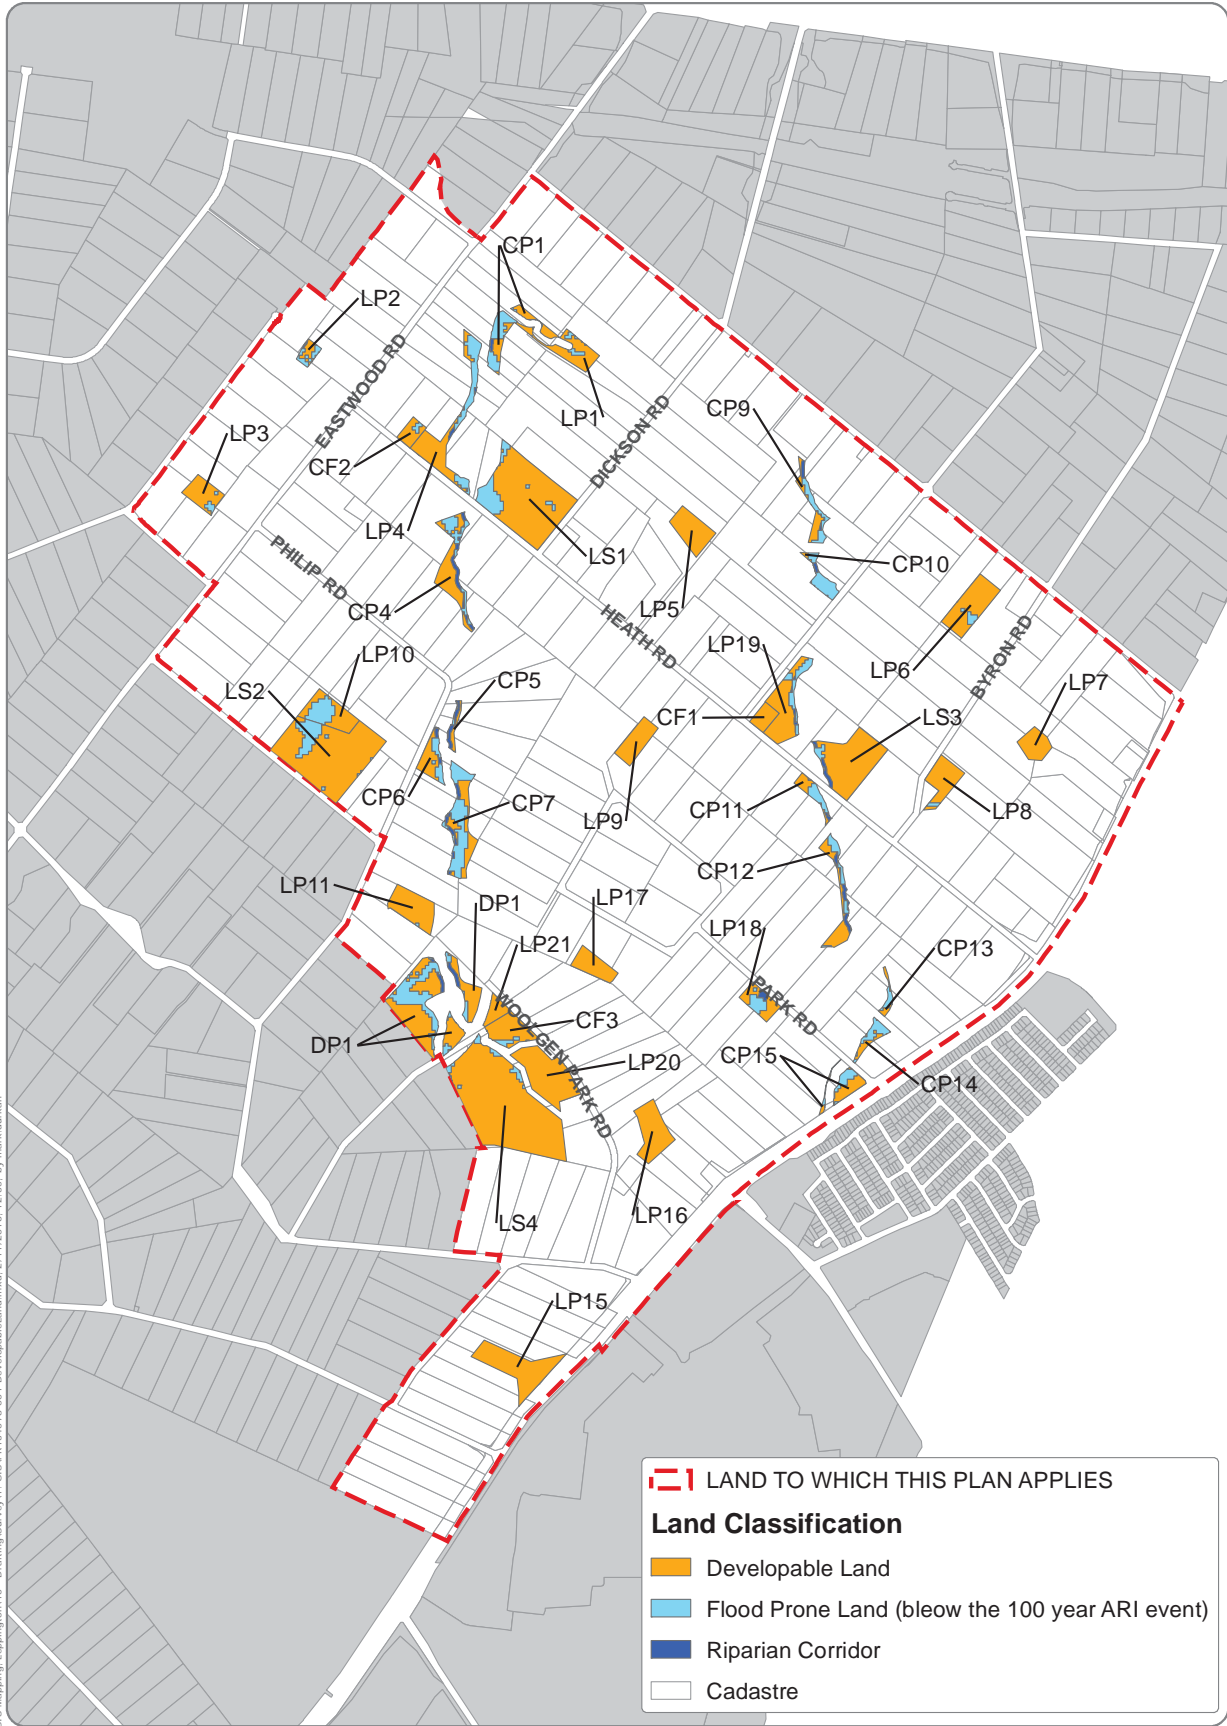 CP1
LP2
EASTWOOD RD
LP1
DICKSON RD
CP9
LP3
CF2
LP4
LS1
CP10
PHILIP RD
CP4
LP5
HEATH RD
LP6
BYRON RD
LP19
LP10
LP7
CP5
LS2
CF1
LS3
CP6
CP7
CP11
LP9
LP8
CP12
LP11
DP1
LP17
LP21
LP18
CP13
PARK RD
WOOLGEN PARK RD
CF3
DP1
LP20
CP15
CP14
LS4
LP16
LP15
LAND TO WHICH THIS PLAN APPLIES
Land Classification
Developable Land
Flood Prone Land (bleow the 100 year ARI event)
Riparian Corridor
Cadastre